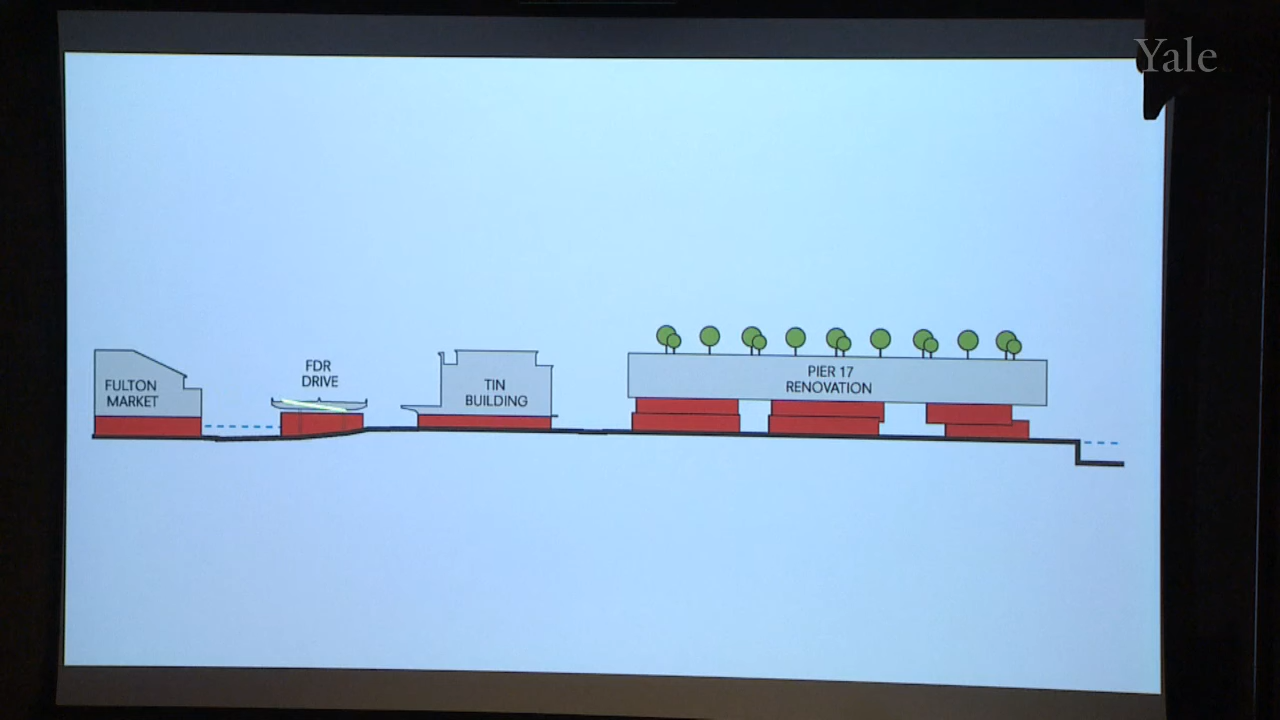 Yale
FULTON
MARKET
FDR
DRIVE
TIN
BUILDING
PIER 17
RENOVATION